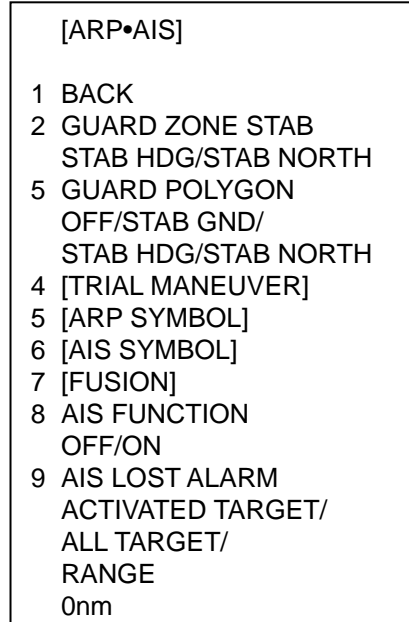 [ARP•AIS]
1 BACK
2 GUARD ZONE STAB
STAB HDG/STAB NORTH
5 GUARD POLYGON
OFF/STAB GND/
STAB HDG/STAB NORTH
4 [TRIAL MANEUVER]
5 [ARP SYMBOL]
6 [AIS SYMBOL]
7 [FUSION]
8 AIS FUNCTION
OFF/ON
9 AIS LOST ALARM
ACTIVATED TARGET/
ALL TARGET/
RANGE
0nm